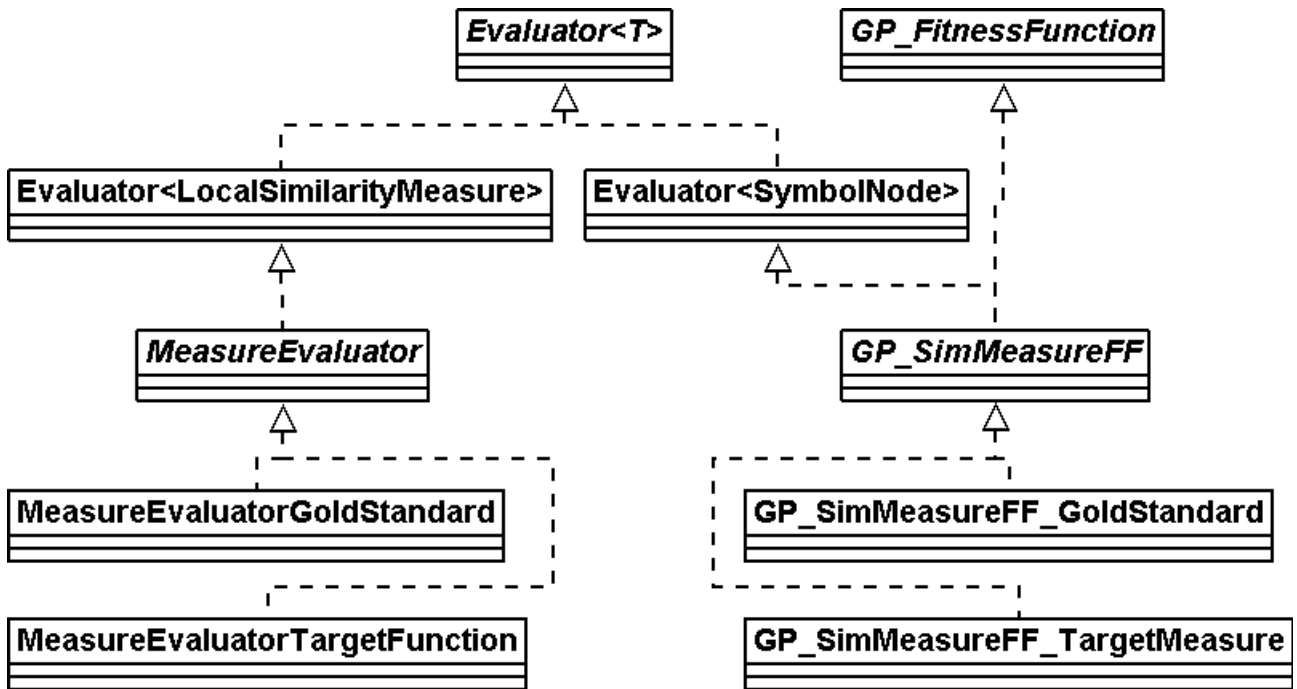 Evaluator<T>
GP_FitnessFunction
Evaluator<LocalSimilarityMeasure>
Evaluator<SymbolNode>
MeasureEvaluator
GP_SimMeasureFF
MeasureEvaluatorGoldStandard
GP_SimMeasureFF_GoldStandard
MeasureEvaluatorTargetFunction
GP_SimMeasureFF_TargetMeasure